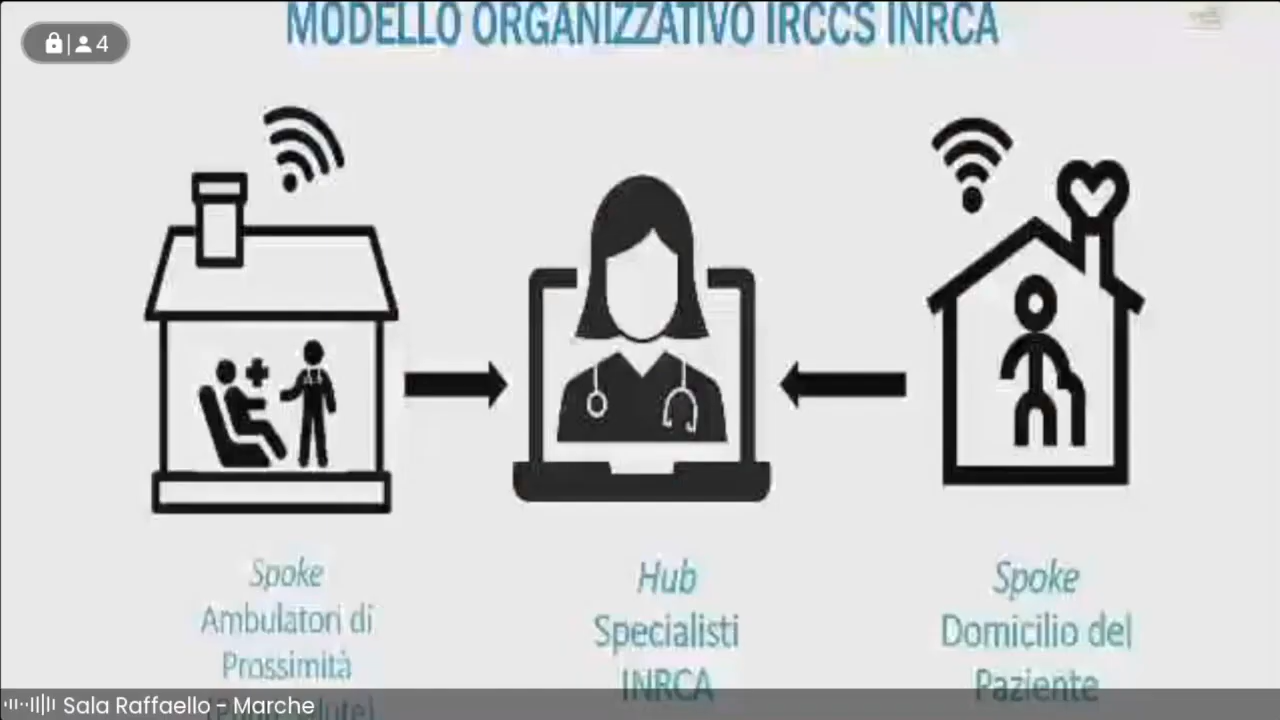 MODELLO ORGANIZZATIVO IRCCS INRCA
4
Spoke
Ambulatori di
Prossimità
Hub
Specialisti
INRCA
Spoke
Domicilio del
Paziente
Sala Raffaello - Marche